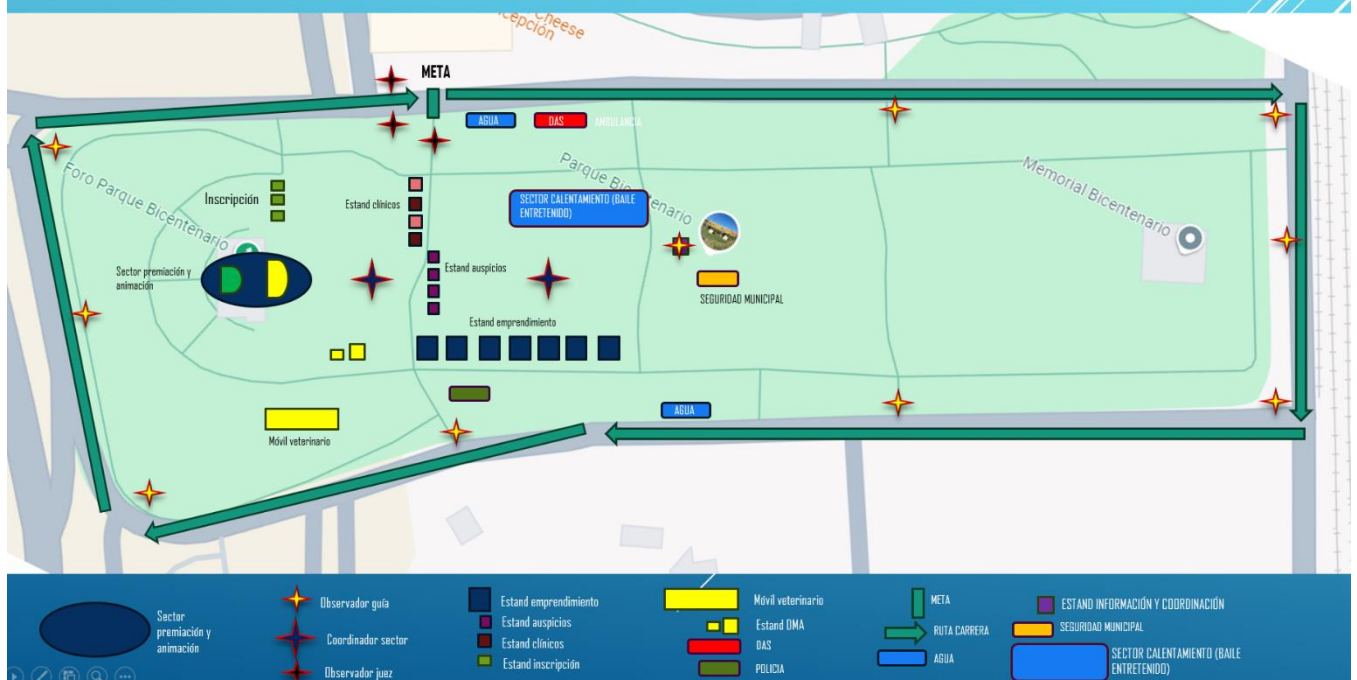 Cheese
Concepción
META
AGUA
DAS
AMBULANCIA
Foro Parque Bicentenario
Inscripción
Estand clínicos
Parque Bicentenario
SECTOR CALENTAMIENTO (BAILE
ENTRETENIDO)
Memorial Bicentenario
Sector premiación y
animación
Estand auspicios
SEGURIDAD MUNICIPAL
Estand emprendimiento
AGUA
Móvil veterinario
Sector
premiación y
animación
Observador guía
Coordinador sector
Observador juez
Estand emprendimiento
Estand auspicios
Estand clínicos
Estand inscripción
Móvil veterinario
Estand DMA
DAS
POLICIA
META
RUTA CARRERA
AGUA
ESTAND INFORMACIÓN Y COORDINACIÓN
SEGURIDAD MUNICIPAL
SECTOR CALENTAMIENTO (BAILE
ENTRETENIDO)